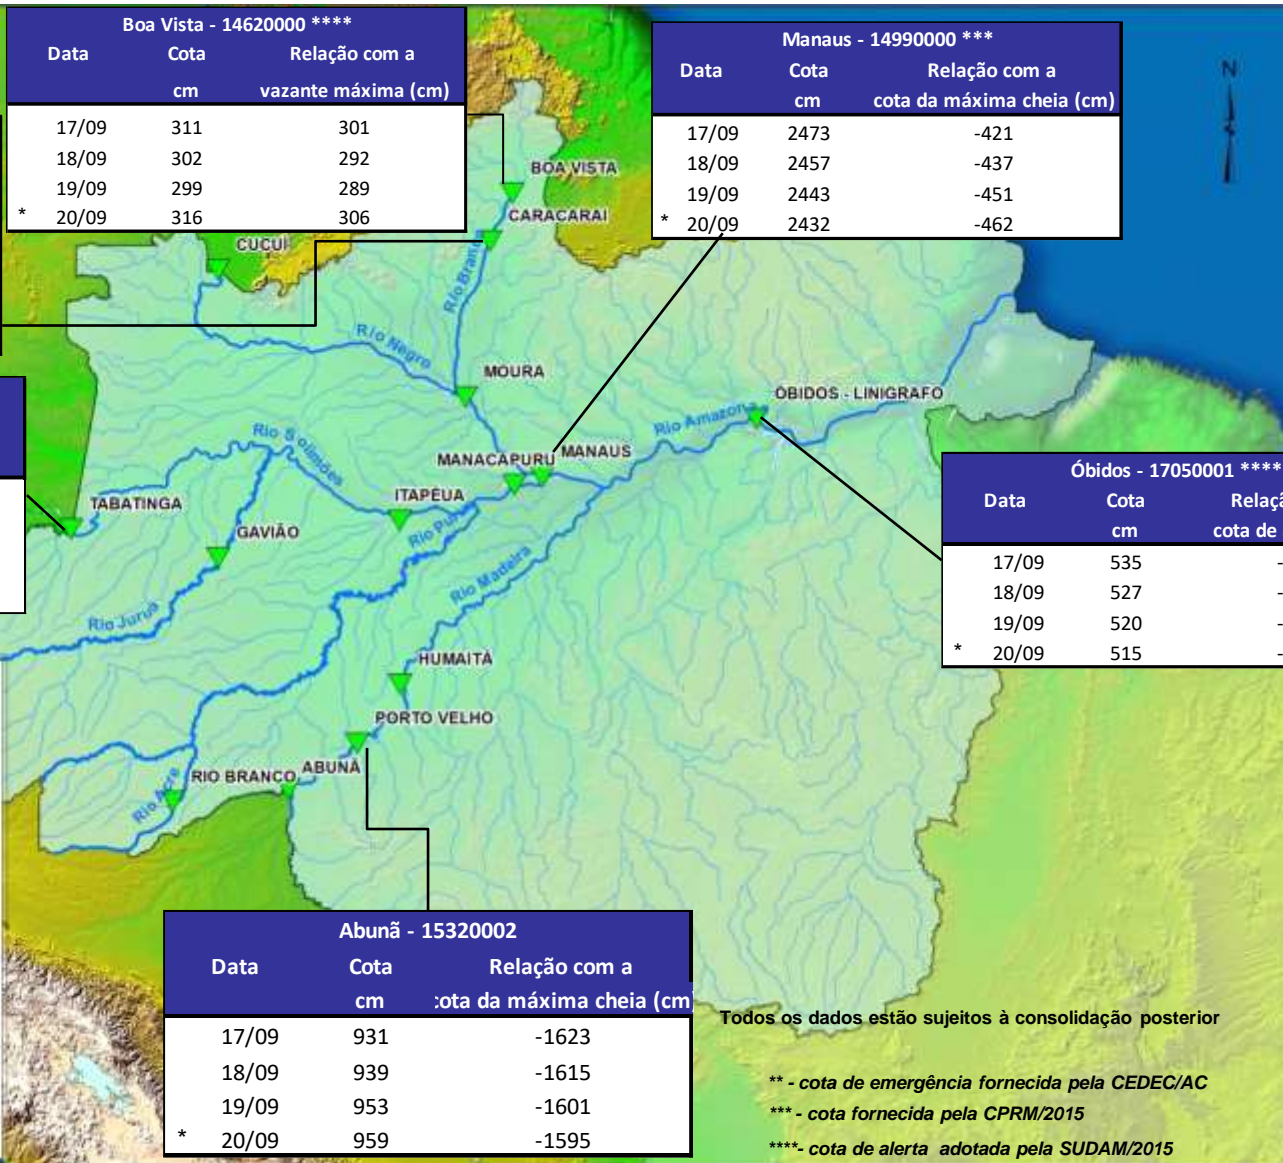 Boa Vista - 14620000 ****
Data Cota Relação com a
cm vazante máxima (cm)
17/09 311 301
18/09 302 292
19/09 299 289
* 20/09 316 306
Manaus - 14990000 ***
Data Cota Relação com a
cm cota da máxima cheia (cm)
17/09 2473 -421
18/09 2457 -437
19/09 2443 -451
* 20/09 2432 -462
N
BOA VISTA
CARACARAI
CUCUI
Rio Branco
Rio Negro
MOURA
ÓBIDOS - LINIGRAFO
Rio Amazonas
Rio Solimões
MANACAPURU
MANAUS
ITAPÉUA
TABATINGA
GAVIÃO
Rio Purus
Rio Madeira
Rio Juruá
Óbidos - 17050001 ****
Data Cota
cm cota de
17/09 535 -
18/09 527 -
19/09 520 -
* 20/09 515 -
HUMAITÁ
PORTO VELHO
ABUNÃ
RIO BRANCO
Rio Acre
Abunã - 15320002
Data Cota Relação com a
cm cota da máxima cheia (cm
17/09 931 -1623
18/09 939 -1615
19/09 953 -1601
* 20/09 959 -1595
Todos os dados estão sujeitos à consolidação posterior
** - cota de emergência fornecida pela CEDEC/AC
*** - cota fornecida pela CPRM/2015
****- cota de alerta adotada pela SUDAM/2015